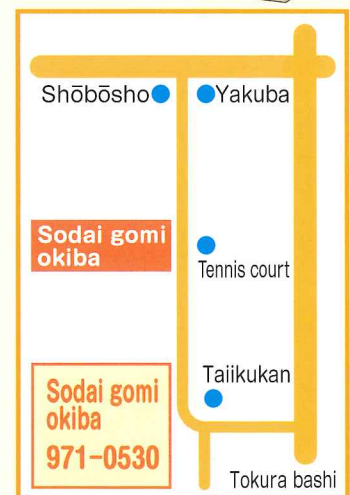 Shōbōsho
Yakuba
Sodai gomi
okiba
Tennis court
Taiikukan
Sodai gomi
okiba
971-0530
Tokura bashi